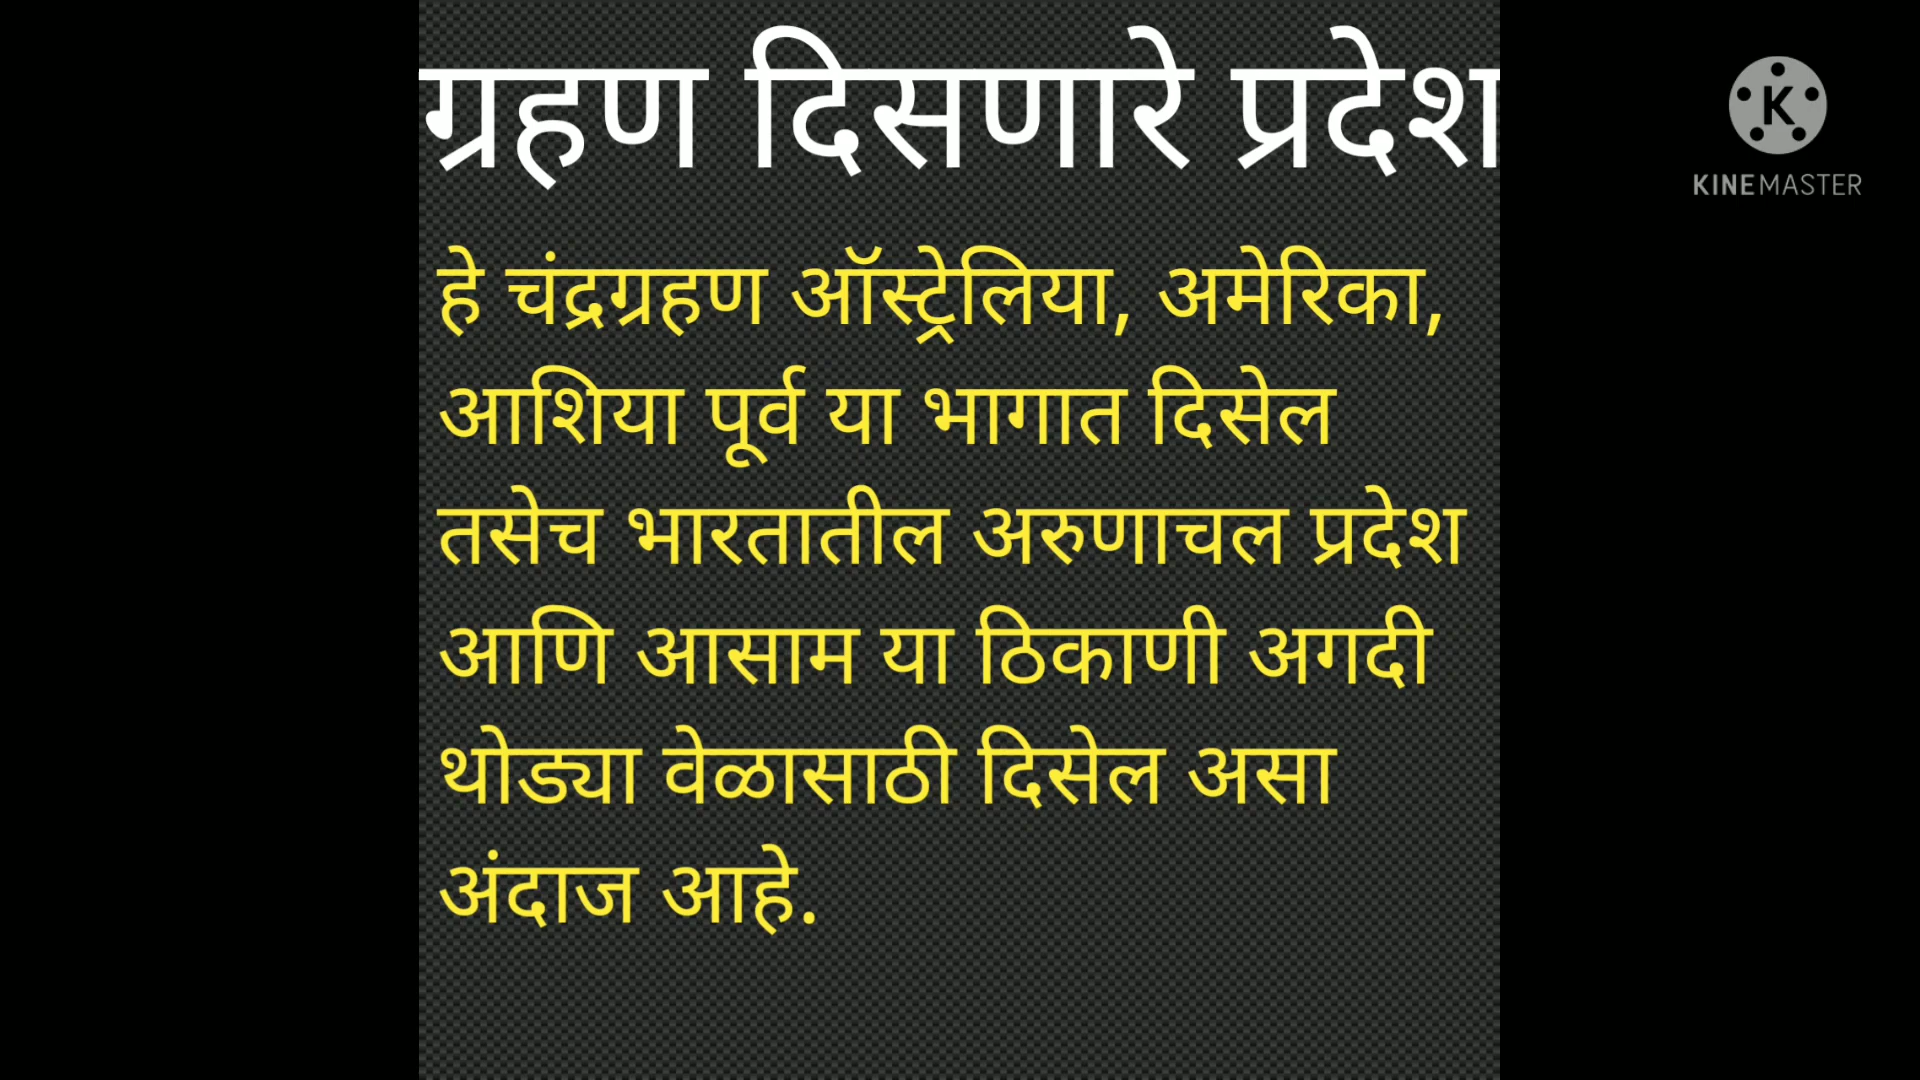 ग्रहण दिसणारे प्रदेश
K
KINEMASTER
हे चंद्रग्रहण ऑस्ट्रेलिया, अमेरिका,
आशिया पूर्व या भागात दिसेल
तसेच भारतातील अरुणाचल प्रदेश
आणि आसाम या ठिकाणी अगदी
थोड्या वेळासाठी दिसेल असा
अंदाज आहे.